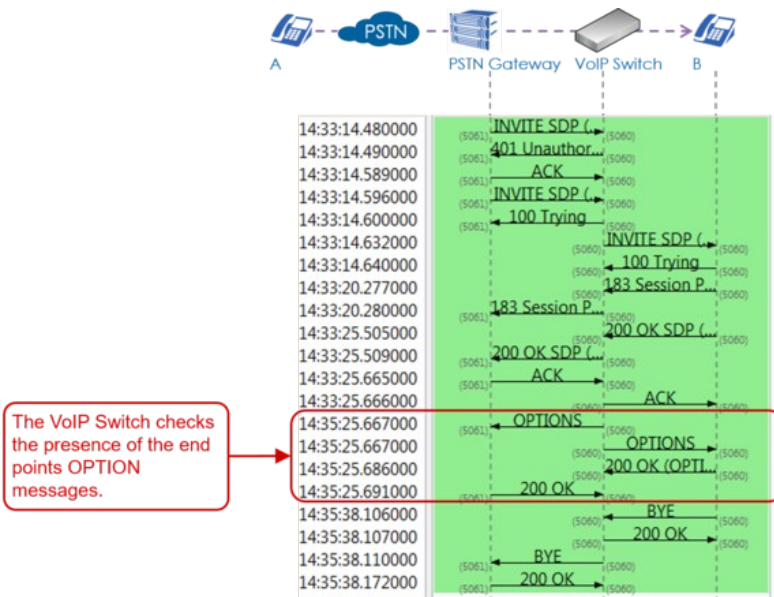 PSTN
A
PSTN Gateway
VoIP Switch
B
14:33:14.480000 (5061) INVITE SDP (... (5060)
14:33:14.490000 (5061) 401 Unauthor... (5060)
14:33:14.589000 (5061) ACK (5060)
14:33:14.596000 (5061) INVITE SDP (... (5060)
14:33:14.600000 (5061) 100 Trying (5060)
14:33:14.632000 (5060) INVITE SDP (... (5060)
14:33:14.640000 (5060) 100 Trying (5060)
14:33:20.277000 (5060) 183 Session P... (5060)
14:33:20.280000 (5061) 183 Session P... (5060)
14:33:25.505000 (5060) 200 OK SDP (... (5060)
14:33:25.509000 (5061) 200 OK SDP (... (5060)
14:33:25.665000 (5061) ACK (5060)
14:33:25.666000 (5060) ACK (5060)
The VoIP Switch checks
the presence of the end
points OPTION
messages.
14:35:25.667000 (5061) OPTIONS (5060)
14:35:25.667000 (5060) OPTIONS (5060)
14:35:25.686000 (5060) 200 OK (OPTI... (5060)
14:35:25.691000 (5061) 200 OK (5060)
14:35:38.106000 (5060) BYE (5060)
14:35:38.107000 (5060) 200 OK (5060)
14:35:38.110000 (5061) BYE (5060)
14:35:38.172000 (5061) 200 OK (5060)